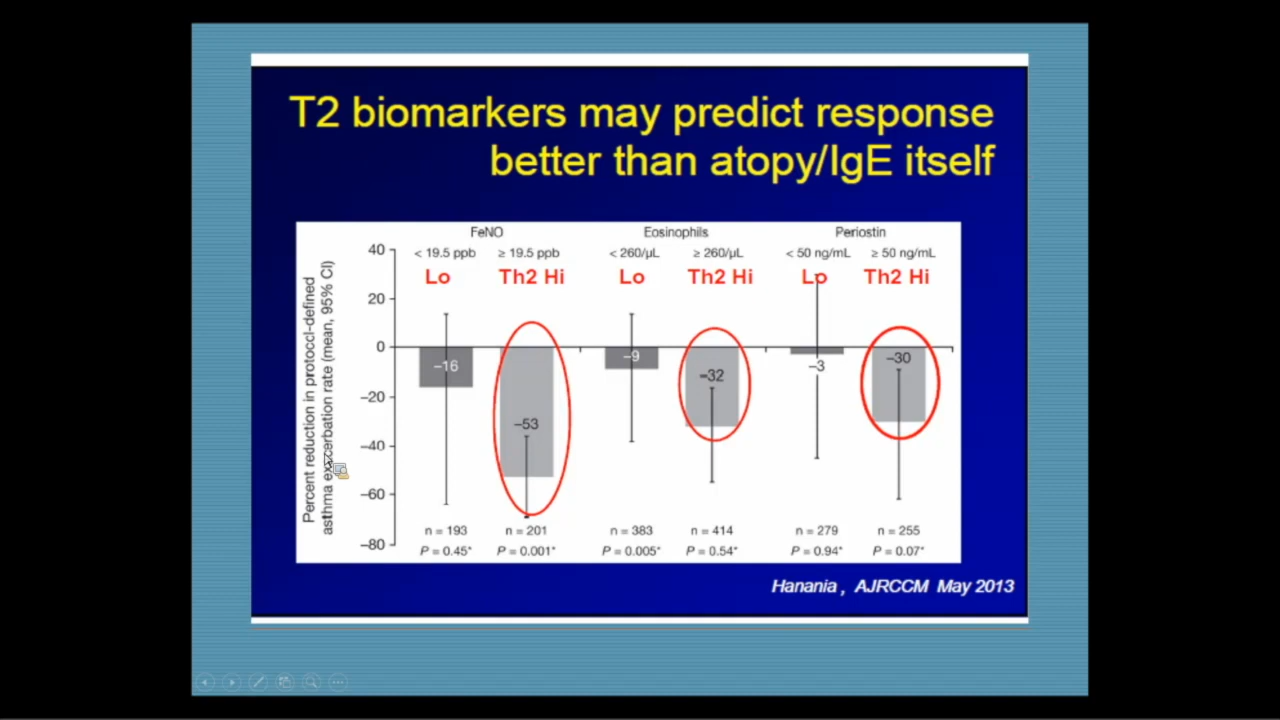 T2 biomarkers may predict response
better than atopy/IgE itself
FeNO Eosinophils Periostin
< 19.5 ppb ≥ 19.5 ppb < 260/µL ≥ 260/µL < 50 ng/mL ≥ 50 ng/mL
Lo Th2 Hi Lo Th2 Hi Lo Th2 Hi
Percent reduction in protocol-defined
asthma exacerbation rate (mean, 95% CI)
40
20
0
−20
−40
−60
−80
−16 −53 −9 −32 −3 −30
n = 193 n = 201 n = 383 n = 414 n = 279 n = 255
P = 0.45* P = 0.001* P = 0.005* P = 0.54* P = 0.94* P = 0.07*
Hanania , AJRCCM May 2013